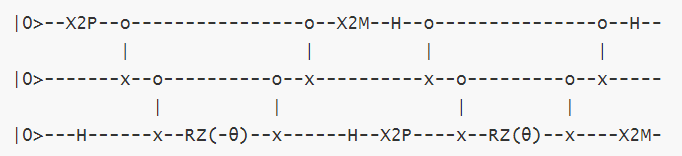 |0>--X2P--o----------------o--X2M--H--o---------------o--H--
          |                |          |               |
|0>-------x--o----------o--x----------x--o---------o--x-----
             |          |                |         |
|0>---H------x--RZ(-θ)--x------H--X2P----x--RZ(θ)--x----X2M-